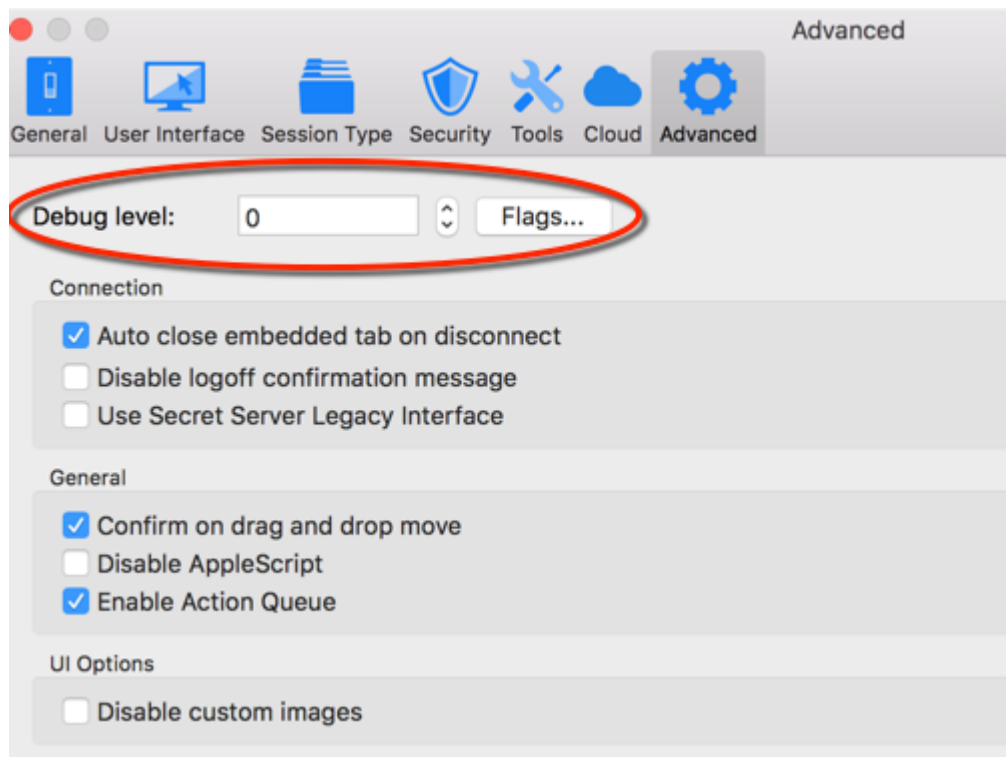 Advanced
General User Interface Session Type Security Tools Cloud Advanced
Debug level: 0 Flags...
Connection
Auto close embedded tab on disconnect
Disable logoff confirmation message
Use Secret Server Legacy Interface
General
Confirm on drag and drop move
Disable AppleScript
Enable Action Queue
UI Options
Disable custom images